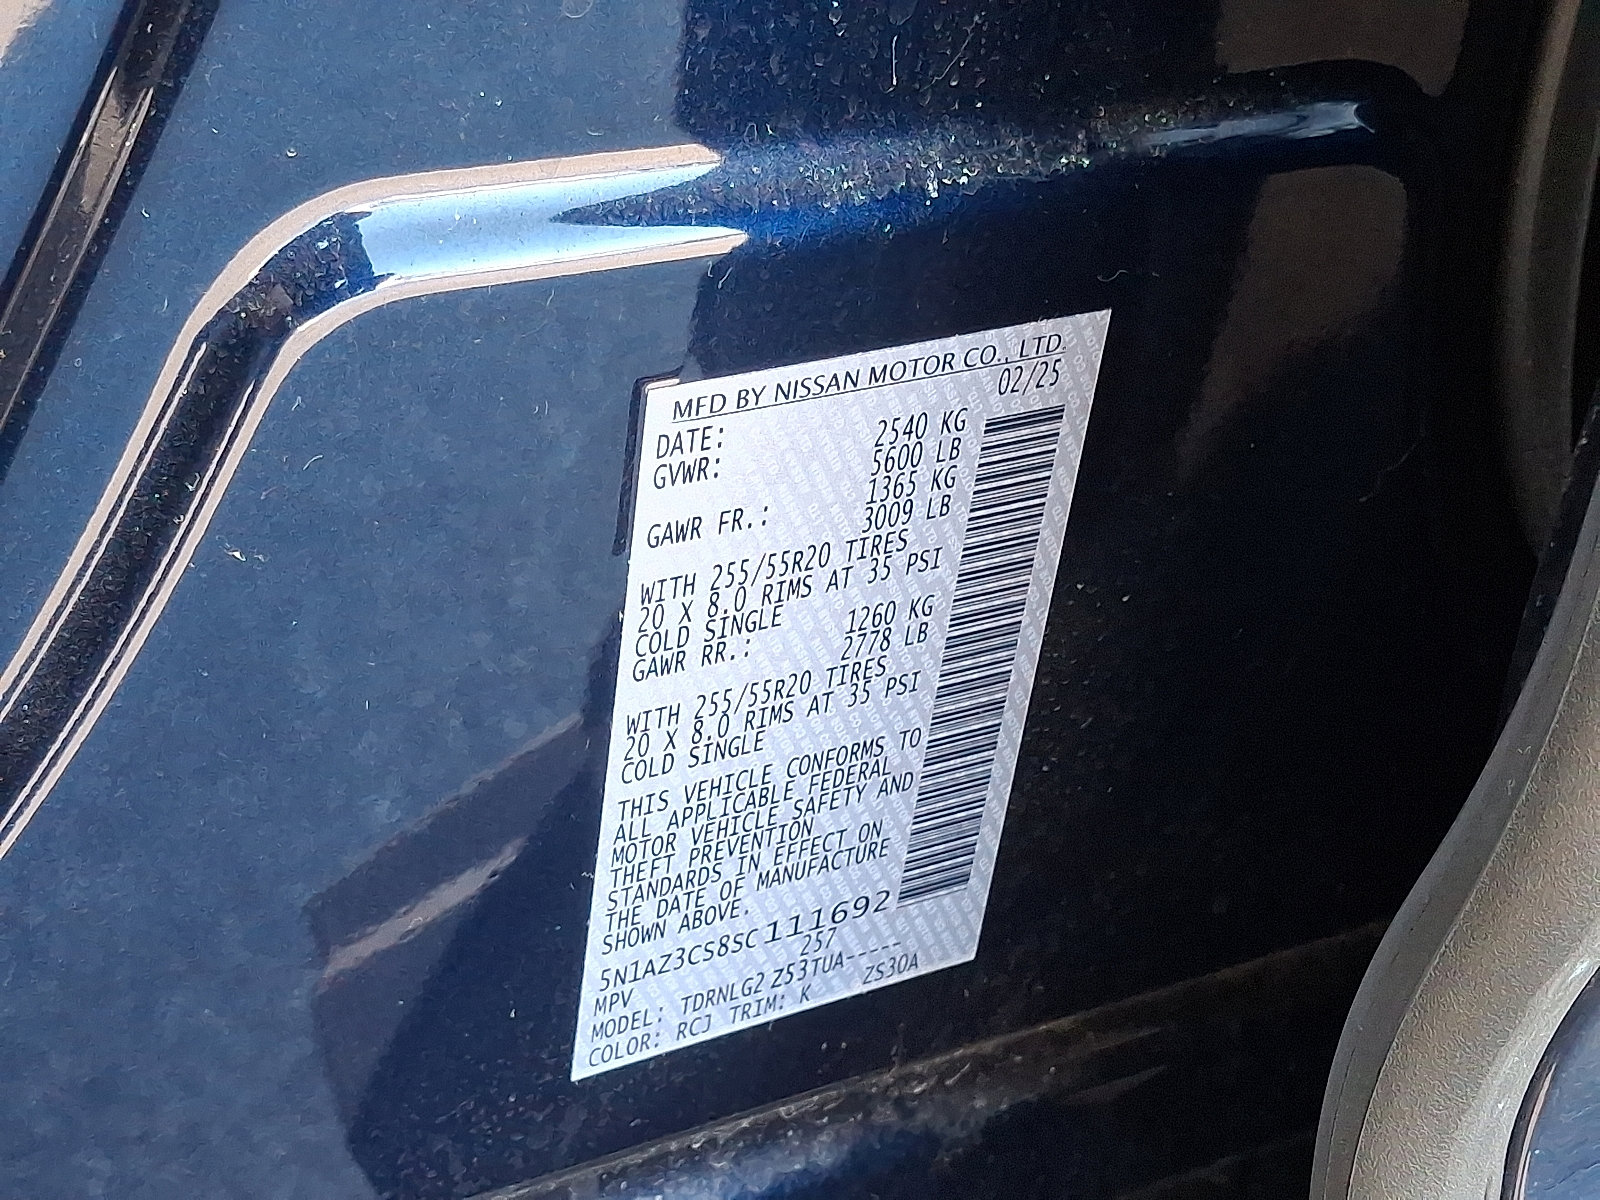 MFD BY NISSAN MOTOR CO., LTD.
DATE: 02/25
GVWR: 2540 KG
5600 LB
GAWR FR.: 1365 KG
3009 LB
WITH 255/55R20 TIRES
20 X 8.0 RIMS AT 35 PSI
COLD SINGLE
GAWR RR.: 1260 KG
2778 LB
WITH 255/55R20 TIRES
20 X 8.0 RIMS AT 35 PSI
COLD SINGLE
THIS VEHICLE CONFORMS TO
ALL APPLICABLE FEDERAL
MOTOR VEHICLE SAFETY AND
THEFT PREVENTION
STANDARDS IN EFFECT ON
THE DATE OF MANUFACTURE
SHOWN ABOVE.
5N1AZ3CS8SC111692
MPV 257
MODEL: TDRNLG2 Z53TUA-----
COLOR: RCJ TRIM: K ZS30A